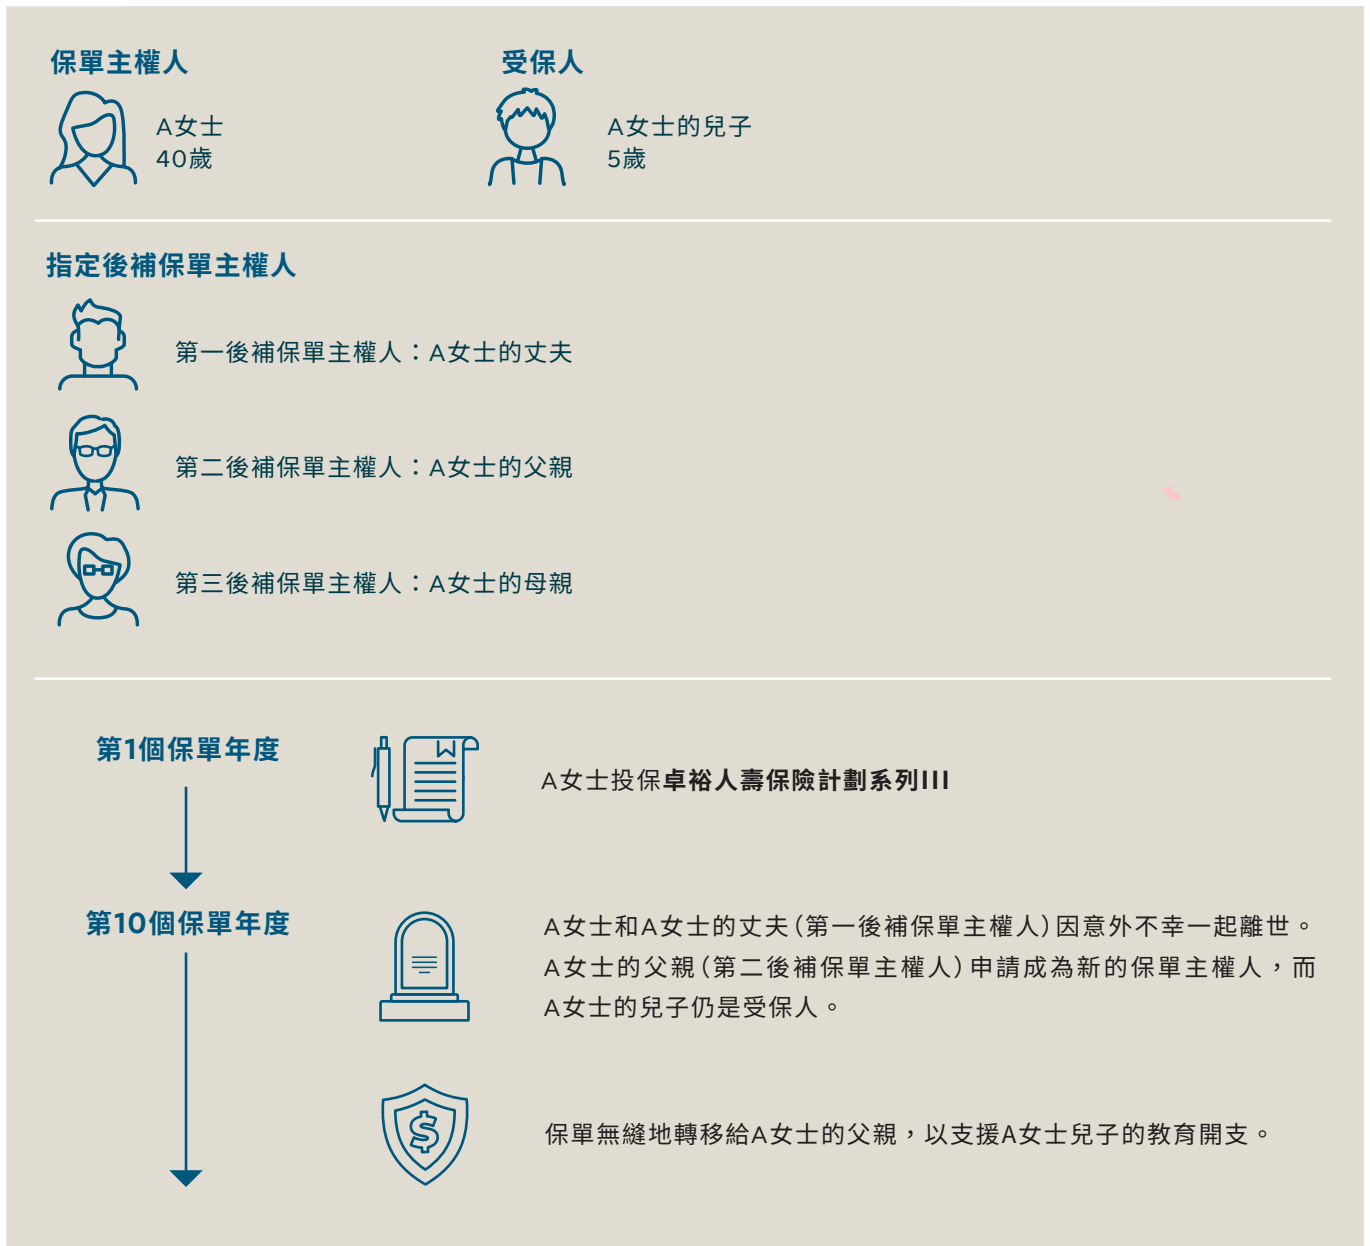 保單主權人
受保人
A女士
40歲
A女士的兒子
5歲
指定後補保單主權人
第一後補保單主權人：A女士的丈夫
第二後補保單主權人：A女士的父親
第三後補保單主權人：A女士的母親
第1個保單年度
A女士投保卓裕人壽保險計劃系列III
第10個保單年度
A女士和A女士的丈夫（第一後補保單主權人）因意外不幸一起離世。
A女士的父親（第二後補保單主權人）申請成為新的保單主權人，而
A女士的兒子仍是受保人。
保單無縫地轉移給A女士的父親，以支援A女士兒子的教育開支。